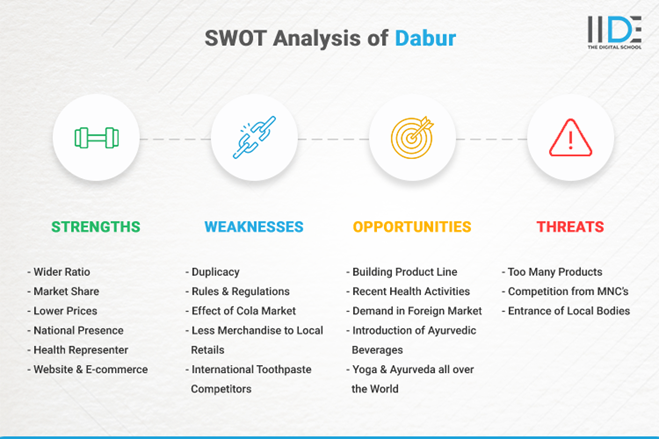 SWOT Analysis of Dabur
IIDE
THE DIGITAL SCHOOL
STRENGTHS
- Wider Ratio
- Market Share
- Lower Prices
- National Presence
- Health Representer
- Website & E-commerce
WEAKNESSES
- Duplicacy
- Rules & Regulations
- Effect of Cola Market
- Less Merchandise to Local
Retails
- International Toothpaste
Competitors
OPPORTUNITIES
- Building Product Line
- Recent Health Activities
- Demand in Foreign Market
- Introduction of Ayurvedic
Beverages
- Yoga & Ayurveda all over
the World
THREATS
- Too Many Products
- Competition from MNC's
- Entrance of Local Bodies